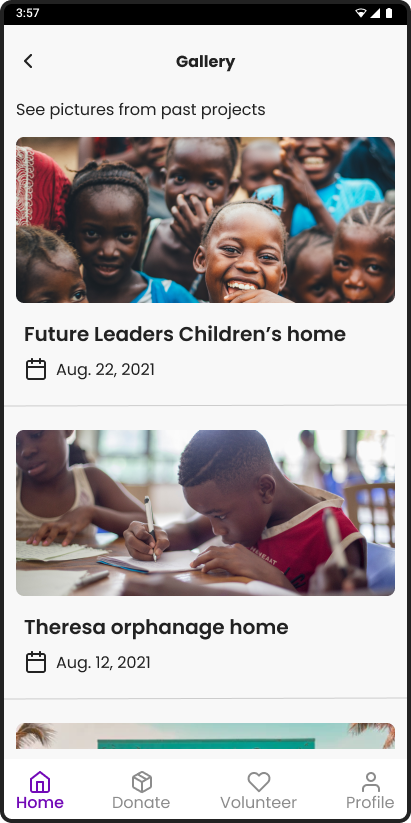 3:57
Gallery
See pictures from past projects
Future Leaders Children’s home
Aug. 22, 2021
Theresa orphanage home
Aug. 12, 2021
Home Donate Volunteer Profile